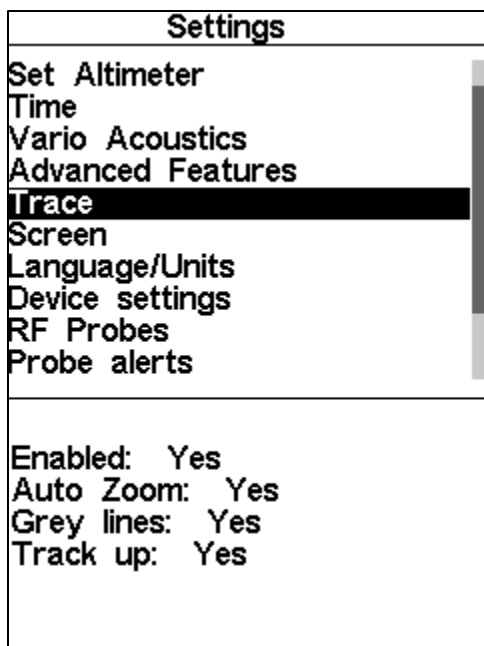 Settings
Set Altimeter
Time
Vario Acoustics
Advanced Features
Trace
Screen
Language/Units
Device settings
RF Probes
Probe alerts
Enabled: Yes
Auto Zoom: Yes
Grey lines: Yes
Track up: Yes